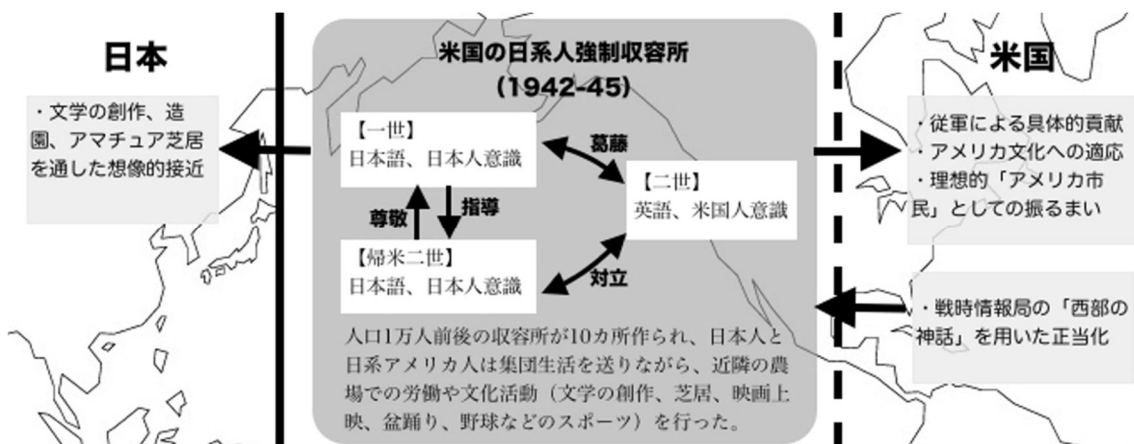 日本
・文学の創作、造
園、アマチュア芝居
を通した想像的接近
米国の日系人強制収容所
(1942-45)
【一世】
日本語、日本人意識
葛藤
【二世】
英語、米国人意識
尊敬
指導
【帰米二世】
日本語、日本人意識
対立
人口1万人前後の収容所が10カ所作られ、日本人と
日系アメリカ人は集団生活を送りながら、近隣の農
場での労働や文化活動（文学の創作、芝居、映画上
映、盆踊り、野球などのスポーツ）を行った。
米国
・従軍による具体的貢献
・アメリカ文化への適応
・理想的「アメリカ市
民」としての振るまい
・戦時情報局の「西部の
神話」を用いた正当化